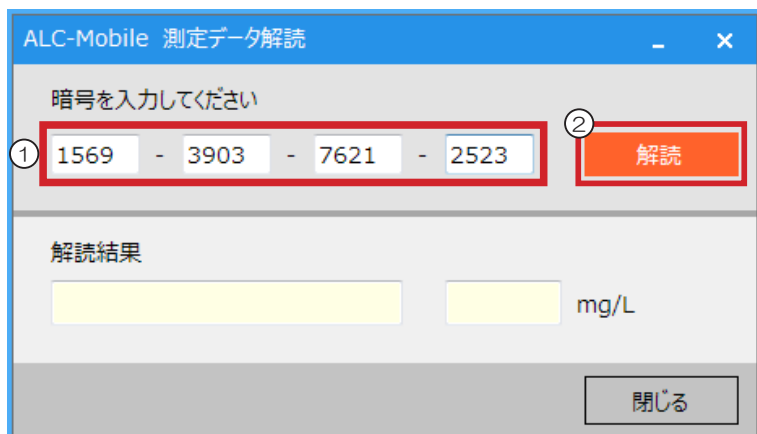 ALC-Mobile 測定データ解読
暗号を入力してください
① 1569 - 3903 - 7621 - 2523 ② 解読
解読結果
mg/L
閉じる